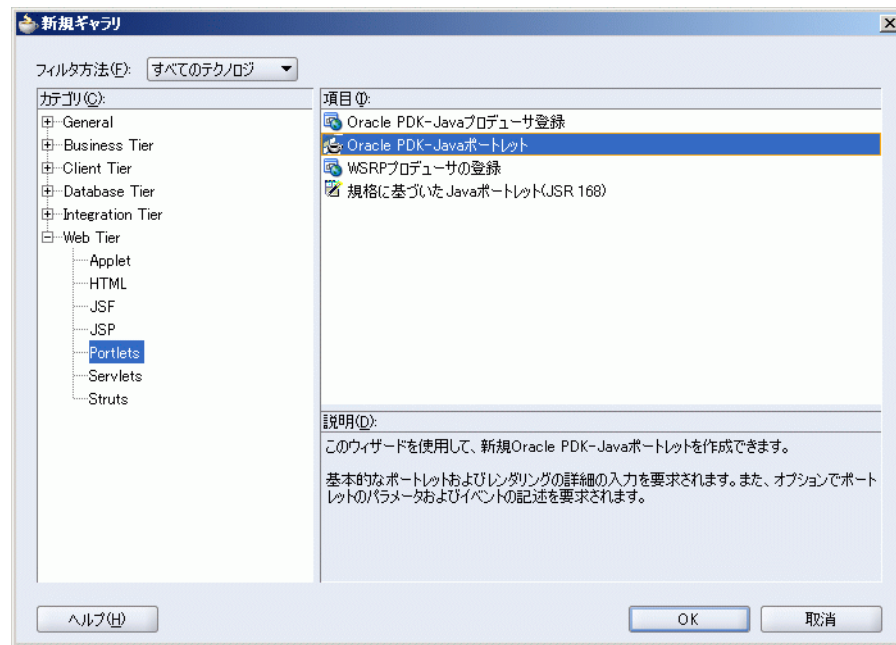 新規ギャラリ
フィルタ方法(F): すべてのテクノロジ
カテゴリ(C):
General
Business Tier
Client Tier
Database Tier
Integration Tier
Web Tier
Applet
HTML
JSF
JSP
Portlets
Servlets
Struts
項目(I):
Oracle PDK-Javaプロデューサ登録
Oracle PDK-Javaポートレット
WSRPプロデューサの登録
規格に基づいたJavaポートレット(JSR 168)
説明(D):
このウィザードを使用して、新規Oracle PDK-Javaポートレットを作成できます。
基本的なポートレットおよびレンダリングの詳細の入力を要求されます。また、オプションでポート
レットのパラメータおよびイベントの記述を要求されます。
ヘルプ(H)
OK
取消